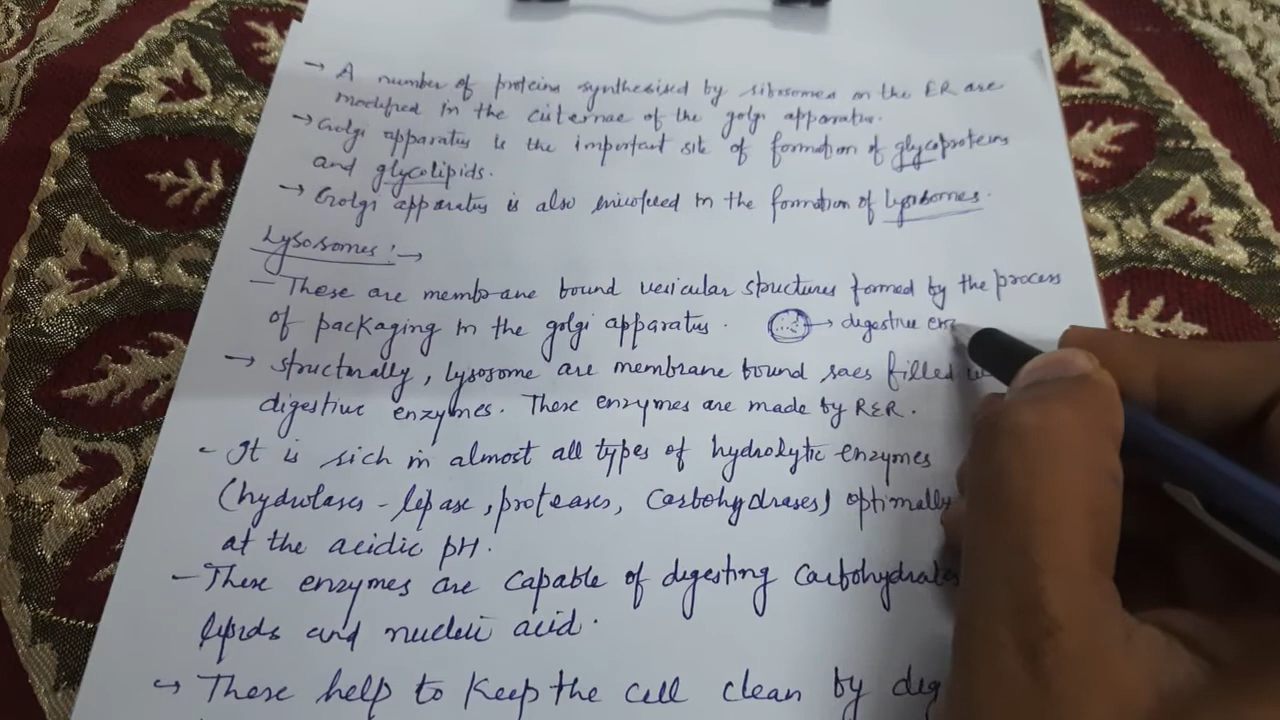 → A number of proteins synthesised by ribosomes on the ER are
modified in the cisternae of the golgi apparatus.
→ Golgi apparatus is the important site of formation of glycoproteins
and glycolipids.
→ Golgi apparatus is also invovled in the formation of lysosomes.
Lysosomes :→
- These are membrane bound vesicular structures formed by the process
of packaging in the golgi apparatus. → digestive enz
→ structurally, lysosome are membrane bound sacs filled
digestive enzymes. These enzymes are made by RER.
- It is rich in almost all types of hydrolytic enzymes
(hydrolases - lipase, proteases, carbohydrases) optimally
at the acidic pH.
- These enzymes are capable of digesting carbohydrates
lipids and nucleic acid.
→ These help to keep the cell clean by dig